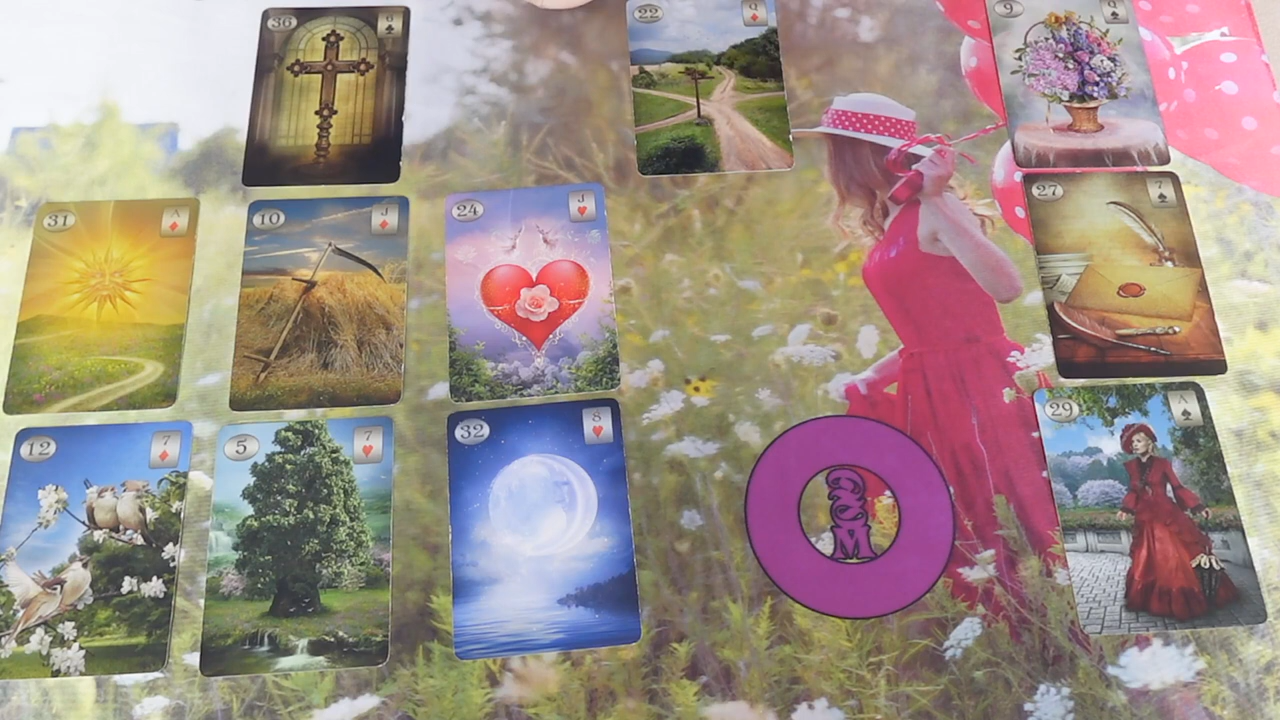 36 6♠
22 Q♦
9 Q♠
31 A♦
10 J♦
24 J♥
27 7♠
12 7♦
5 7♥
32 8♥
29 A♠